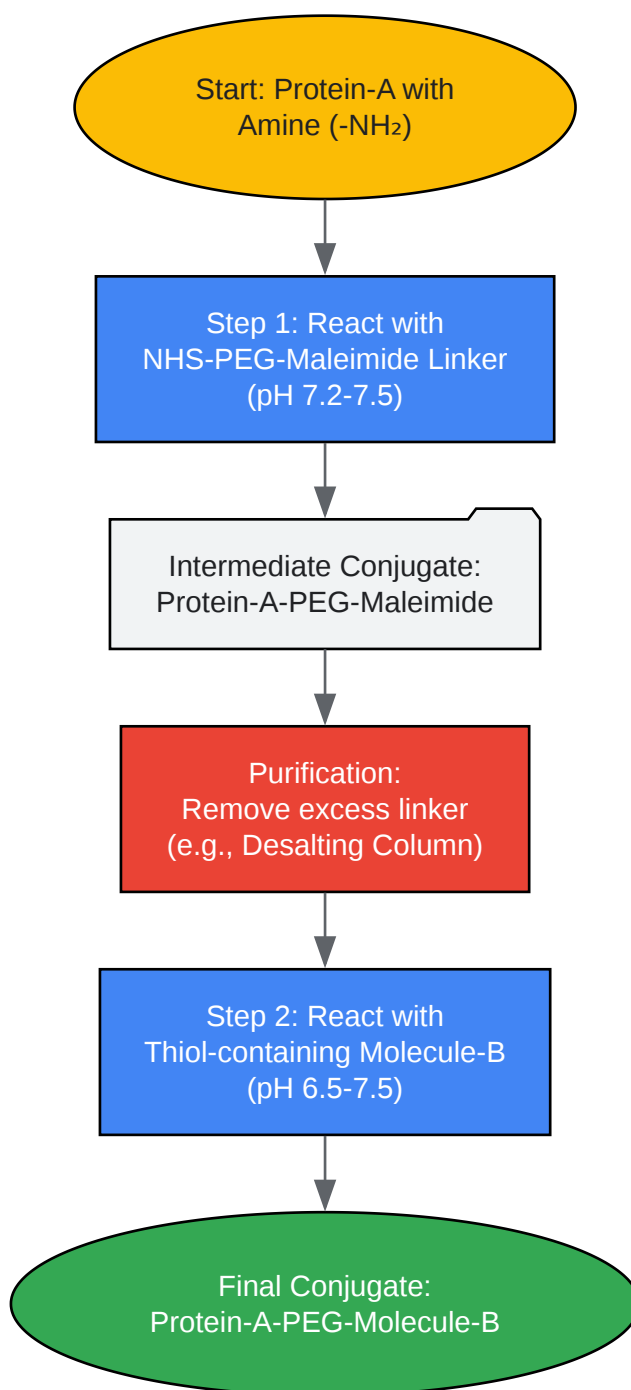 Start: Protein-A with
Amine (-NH₂)
Step 1: React with
NHS-PEG-Maleimide Linker
(pH 7.2-7.5)
Intermediate Conjugate:
Protein-A-PEG-Maleimide
Purification:
Remove excess linker
(e.g., Desalting Column)
Step 2: React with
Thiol-containing Molecule-B
(pH 6.5-7.5)
Final Conjugate:
Protein-A-PEG-Molecule-B